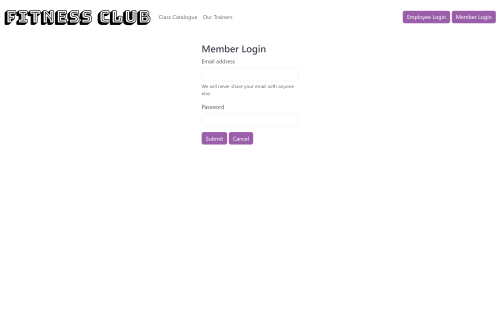 FITNESS CLUB
Class Catalogue
Our Trainers
Employee Login
Member Login
Member Login
Email address
We will never share your email with anyone
else.
Password
Submit
Cancel